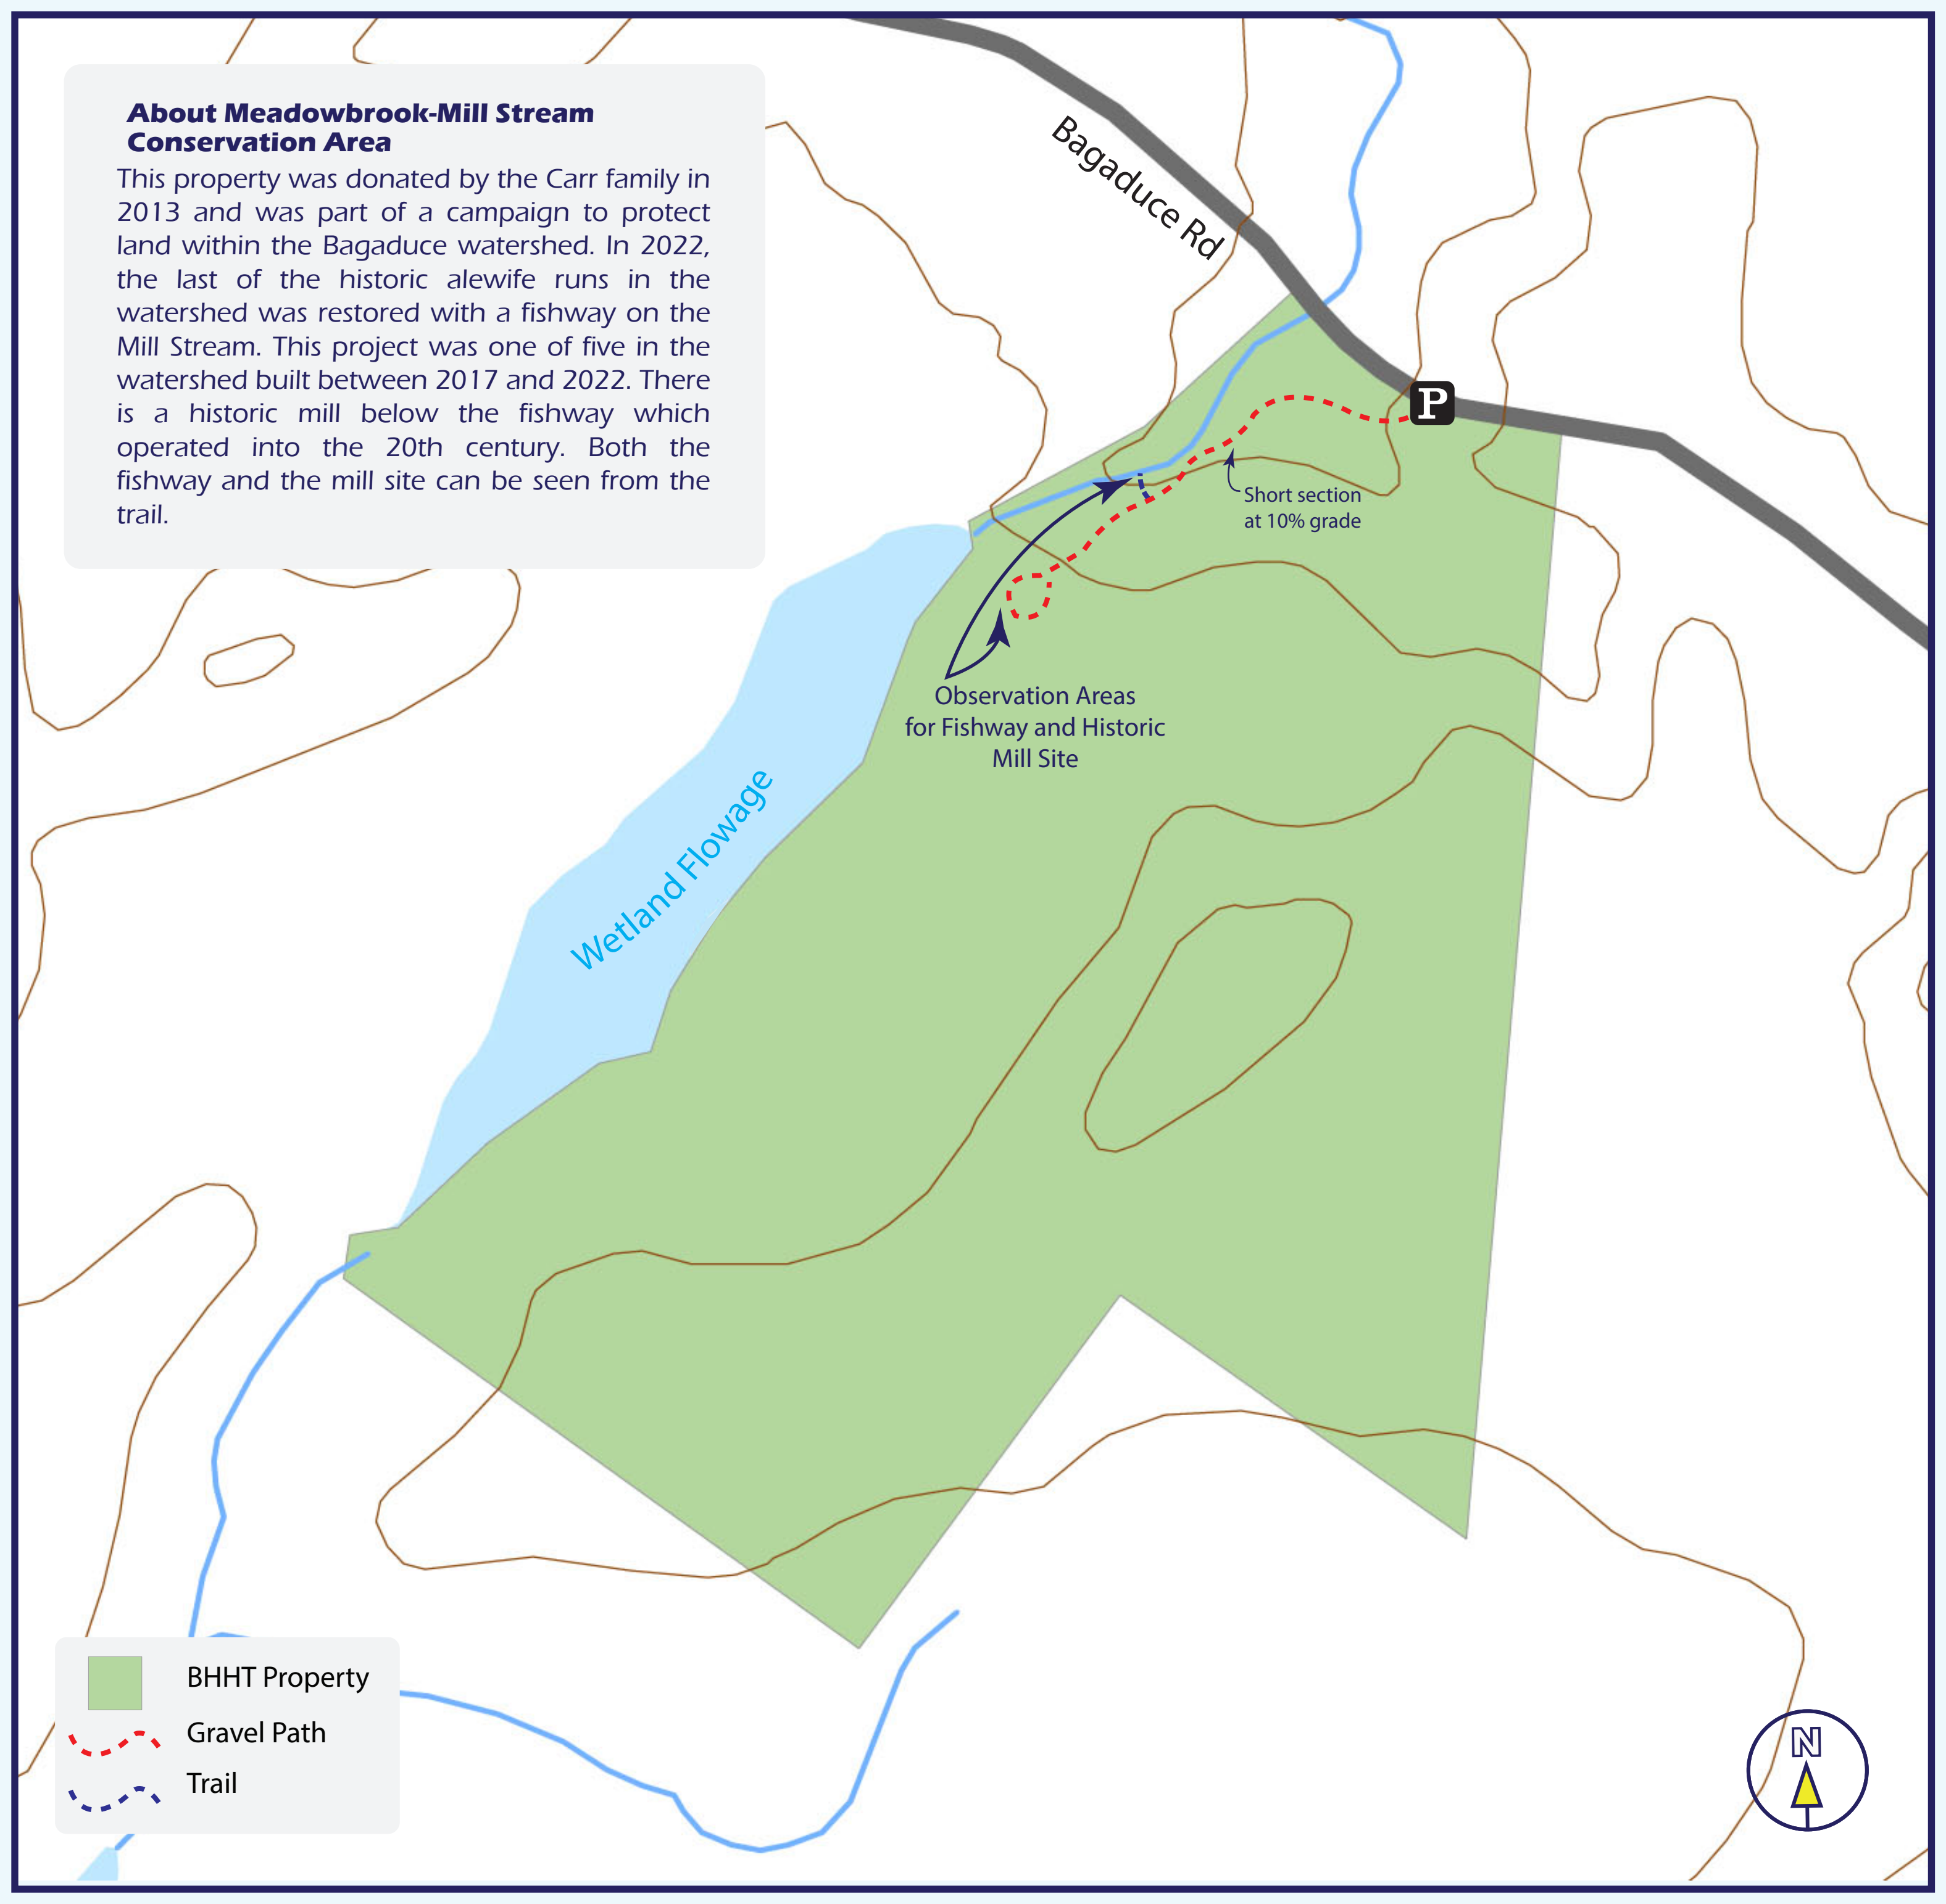 About Meadowbrook-Mill Stream
Conservation Area
This property was donated by the Carr family in
2013 and was part of a campaign to protect
land within the Bagaduce watershed. In 2022,
the last of the historic alewife runs in the
watershed was restored with a fishway on the
Mill Stream. This project was one of five in the
watershed built between 2017 and 2022. There
is a historic mill below the fishway which
operated into the 20th century. Both the
fishway and the mill site can be seen from the
trail.
Bagaduce Rd
P
Short section
at 10% grade
Observation Areas
for Fishway and Historic
Mill Site
Wetland Flowage
BHHT Property
Gravel Path
Trail
N